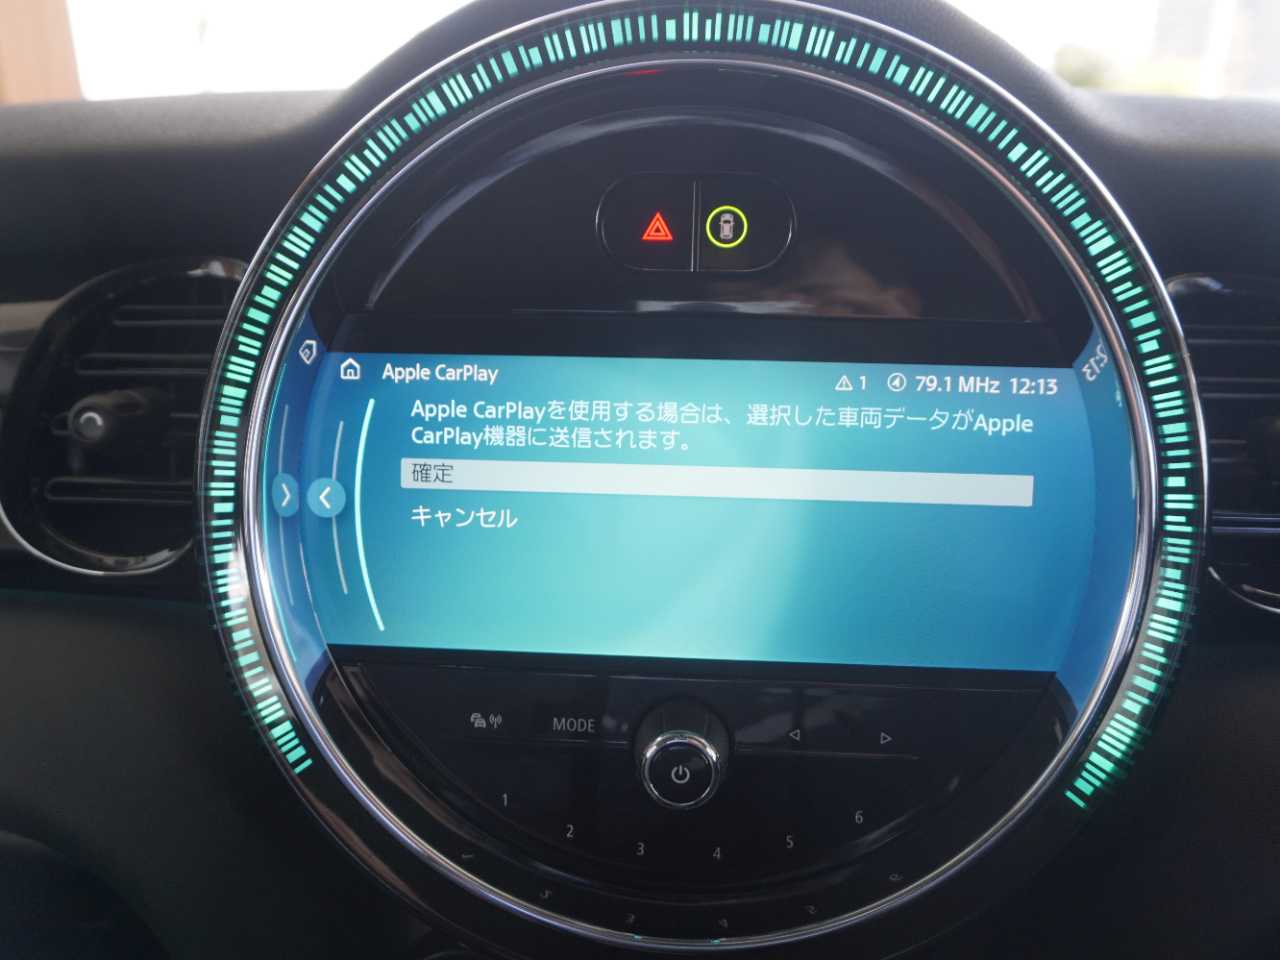 Apple CarPlay
1 79.1 MHz 12:13
Apple CarPlayを使用する場合は、選択した車両データがApple
CarPlay機器に送信されます。
確定
キャンセル
MODE
1
2
3
4
5
6